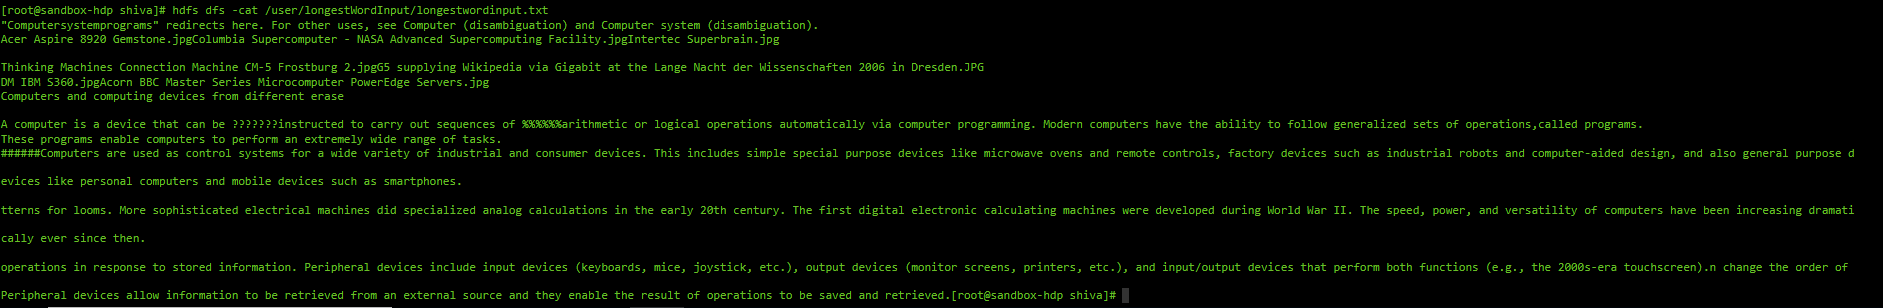 [root@sandbox-hdp shiva]# hdfs dfs -cat /user/longestWordInput/longestwordinput.txt
"Computersystemprograms" redirects here. For other uses, see Computer (disambiguation) and Computer system (disambiguation).
Acer Aspire 8920 Gemstone.jpgColumbia Supercomputer - NASA Advanced Supercomputing Facility.jpgIntertec Superbrain.jpg
Thinking Machines Connection Machine CM-5 Frostburg 2.jpgG5 supplying Wikipedia via Gigabit at the Lange Nacht der Wissenschaften 2006 in Dresden.JPG
DM IBM S360.jpgAcorn BBC Master Series Microcomputer PowerEdge Servers.jpg
Computers and computing devices from different erase
A computer is a device that can be ???????instructed to carry out sequences of %%%%%%arithmetic or logical operations automatically via computer programming. Modern computers have the ability to follow generalized sets of operations,called programs.
These programs enable computers to perform an extremely wide range of tasks.
######Computers are used as control systems for a wide variety of industrial and consumer devices. This includes simple special purpose devices like microwave ovens and remote controls, factory devices such as industrial robots and computer-aided design, and also general purpose d
evices like personal computers and mobile devices such as smartphones.
tterns for looms. More sophisticated electrical machines did specialized analog calculations in the early 20th century. The first digital electronic calculating machines were developed during World War II. The speed, power, and versatility of computers have been increasing dramati
cally ever since then.
operations in response to stored information. Peripheral devices include input devices (keyboards, mice, joystick, etc.), output devices (monitor screens, printers, etc.), and input/output devices that perform both functions (e.g., the 2000s-era touchscreen).n change the order of
Peripheral devices allow information to be retrieved from an external source and they enable the result of operations to be saved and retrieved.[root@sandbox-hdp shiva]#